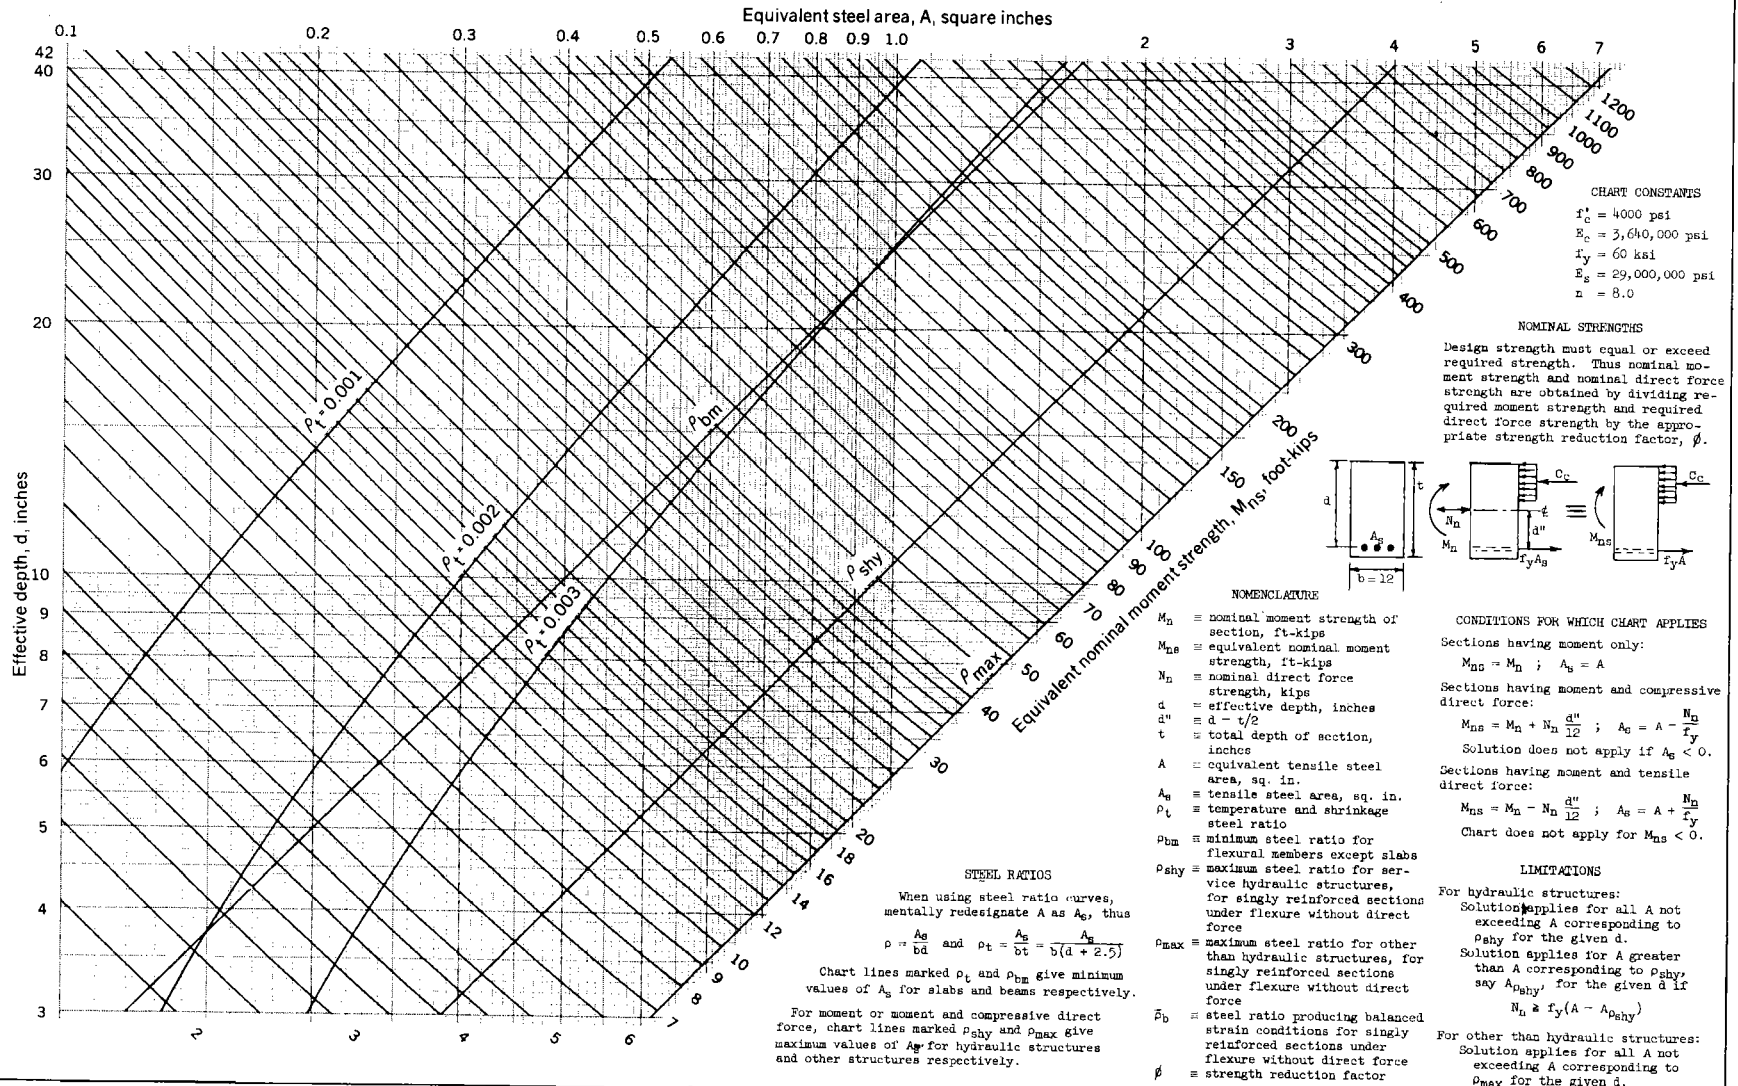 Equivalent steel area, A, square inches
0.1 0.2 0.3 0.4 0.5 0.6 0.7 0.8 0.9 1.0 2 3 4 5 6 7
42
40
30
20
10
9
8
7
6
5
4
3
Effective depth, d, inches
2 3 4 5 6 7 8 9 10 12 14 16 18 20 30 40 50 60 70 80 90 100 150 200 300 400 500 600 700 800 900 1000 1100 1200
Equivalent nominal moment strength, Mns, foot-kips
ρt = 0.001
ρt = 0.002
ρt = 0.003
ρbm
ρshy
ρmax
CHART CONSTANTS
f'c = 4000 psi
Ec = 3,640,000 psi
fy = 60 ksi
Es = 29,000,000 psi
n = 8.0
NOMINAL STRENGTHS
Design strength must equal or exceed
required strength. Thus nominal mo-
ment strength and nominal direct force
strength are obtained by dividing re-
quired moment strength and required
direct force strength by the appro-
priate strength reduction factor, ϕ.
d
t
As
b = 12
Nn
Mn
Cc
¢
d"
fyAs
≡
Mns
Cc
fyA
NOMENCLATURE
Mn ≡ nominal moment strength of
section, ft-kips
Mns ≡ equivalent nominal moment
strength, ft-kips
Nn ≡ nominal direct force
strength, kips
d ≡ effective depth, inches
d" ≡ d - t/2
t ≡ total depth of section,
inches
A ≡ equivalent tensile steel
area, sq. in.
As ≡ tensile steel area, sq. in.
ρt ≡ temperature and shrinkage
steel ratio
ρbm ≡ minimum steel ratio for
flexural members except slabs
ρshy ≡ maximum steel ratio for ser-
vice hydraulic structures,
for singly reinforced sections
under flexure without direct
force
ρmax ≡ maximum steel ratio for other
than hydraulic structures, for
singly reinforced sections
under flexure without direct
force
ρ̄b ≡ steel ratio producing balanced
strain conditions for singly
reinforced sections under
flexure without direct force
ϕ ≡ strength reduction factor
CONDITIONS FOR WHICH CHART APPLIES
Sections having moment only:
Mns = Mn ; As = A
Sections having moment and compressive
direct force:
Mns = Mn + Nn d"/12 ; As = A - Nn/fy
Solution does not apply if As < 0.
Sections having moment and tensile
direct force:
Mns = Mn - Nn d"/12 ; As = A + Nn/fy
Chart does not apply for Mns < 0.
LIMITATIONS
For hydraulic structures:
Solution applies for all A not
exceeding A corresponding to
ρshy for the given d.
Solution applies for A greater
than A corresponding to ρshy,
say Aρshy, for the given d if
Nn ≥ fy(A - Aρshy)
For other than hydraulic structures:
Solution applies for all A not
exceeding A corresponding to
ρmax for the given d.
STEEL RATIOS
When using steel ratio curves,
mentally redesignate A as As, thus
ρ = As/bd and ρt = As/bt = As/b(d + 2.5)
Chart lines marked ρt and ρbm give minimum
values of As for slabs and beams respectively.
For moment or moment and compressive direct
force, chart lines marked ρshy and ρmax give
maximum values of As for hydraulic structures
and other structures respectively.